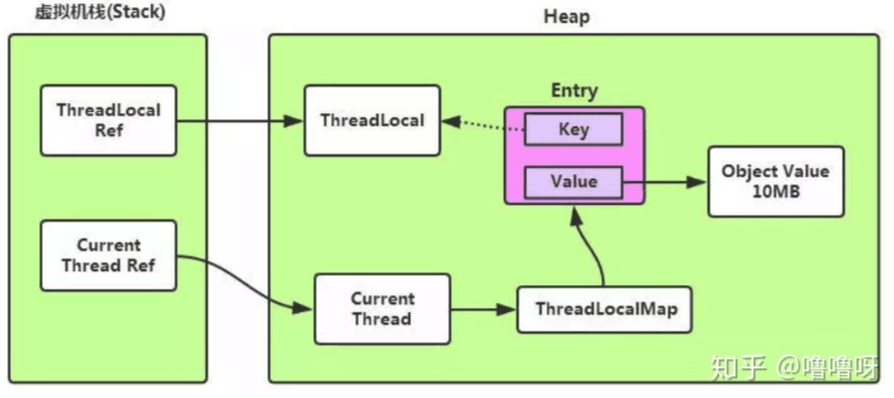 虚拟机栈(Stack)
Heap
ThreadLocal
Ref
ThreadLocal
Entry
Key
Value
Object Value
10MB
Current
Thread Ref
Current
Thread
ThreadLocalMap
知乎 @噜噜呀